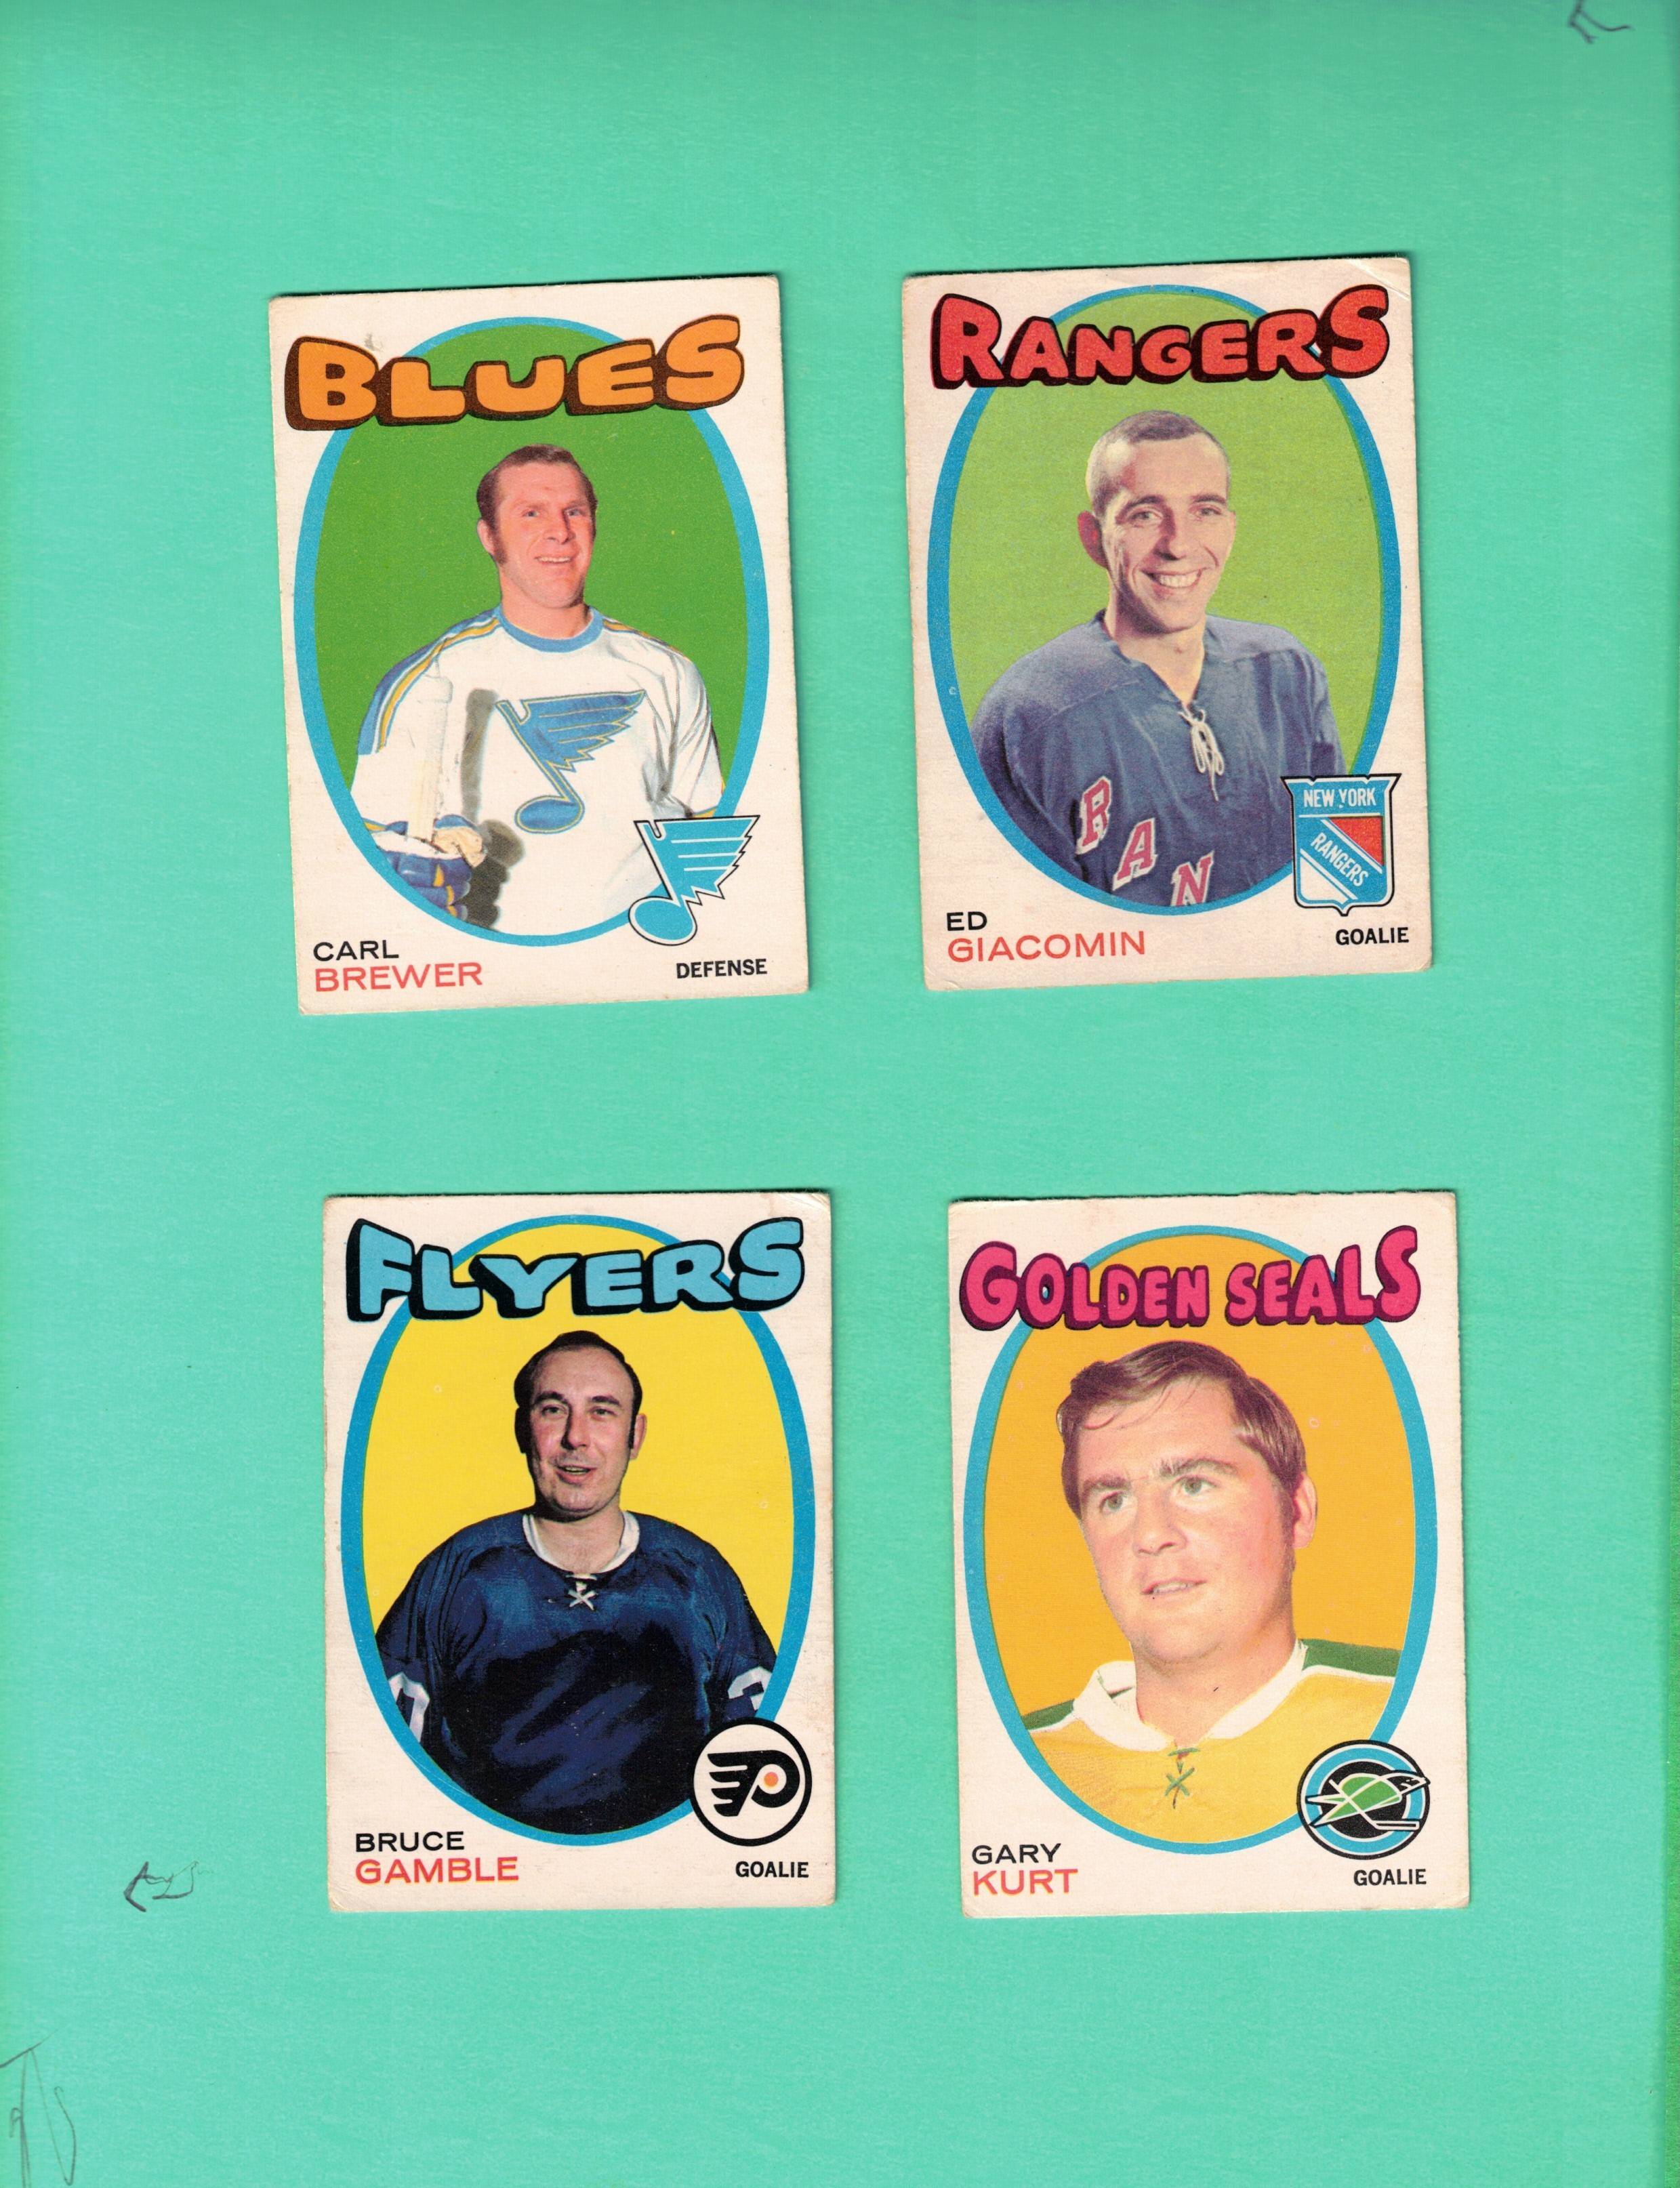 BLUES
CARL
BREWER
DEFENSE
RANGERS
RAN
NEW YORK
RANGERS
ED
GIACOMIN
GOALIE
FLYERS
BRUCE
GAMBLE
GOALIE
GOLDEN SEALS
GARY
KURT
GOALIE